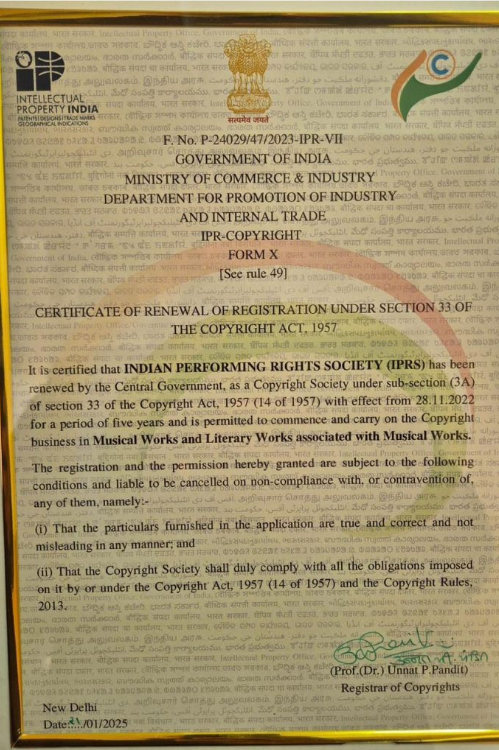 INTELLECTUAL
PROPERTY INDIA
PATENTS | DESIGNS | TRADE MARKS
GEOGRAPHICAL INDICATIONS
सत्यमेव जयते
C
F. No. P-24029/47/2023-IPR-VII
GOVERNMENT OF INDIA
MINISTRY OF COMMERCE & INDUSTRY
DEPARTMENT FOR PROMOTION OF INDUSTRY
AND INTERNAL TRADE
IPR-COPYRIGHT
FORM X
[See rule 49]
CERTIFICATE OF RENEWAL OF REGISTRATION UNDER SECTION 33 OF
THE COPYRIGHT ACT, 1957
It is certified that INDIAN PERFORMING RIGHTS SOCIETY (IPRS) has been
renewed by the Central Government, as a Copyright Society under sub-section (3A)
of section 33 of the Copyright Act, 1957 (14 of 1957) with effect from 28.11.2022
for a period of five years and is permitted to commence and carry on the Copyright
business in Musical Works and Literary Works associated with Musical Works.
The registration and the permission hereby granted are subject to the following
conditions and liable to be cancelled on non-compliance with, or contravention of,
any of them, namely:-
(i) That the particulars furnished in the application are true and correct and not
misleading in any manner; and
(ii) That the Copyright Society shall duly comply with all the obligations imposed
on it by or under the Copyright Act, 1957 (14 of 1957) and the Copyright Rules,
2013.
(Prof.(Dr.) Unnat P.Pandit)
Registrar of Copyrights
New Delhi
Date:..../01/2025